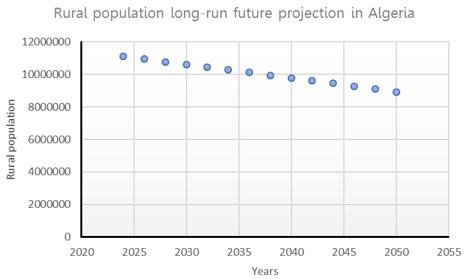 Rural population long-run future projection in Algeria
12000000
10000000
8000000
6000000
4000000
2000000
0
Rural population
2020 2025 2030 2035 2040 2045 2050 2055
Years